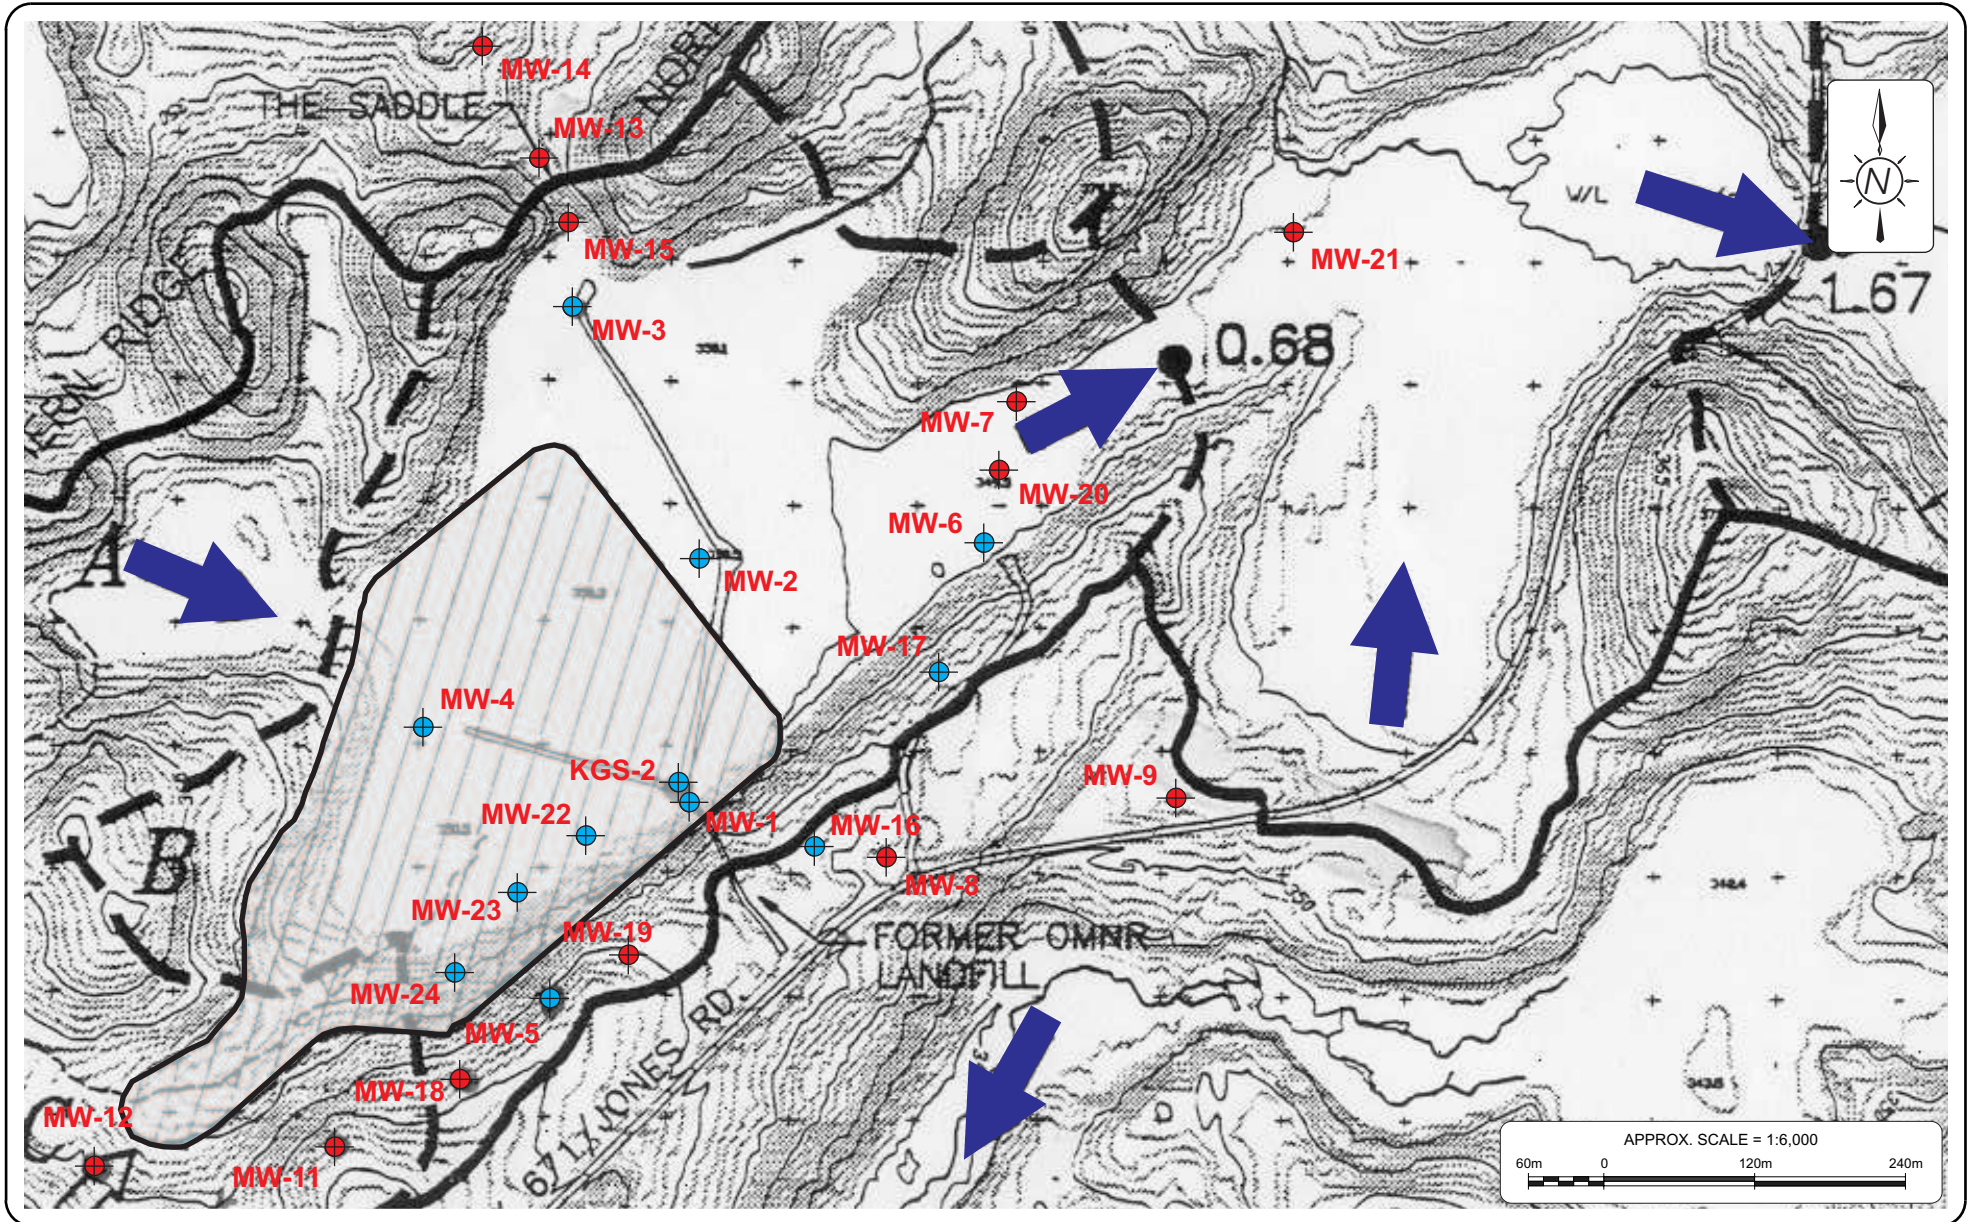 MW-14
NORTH
THE SADDLE
MW-13
N
W/L
MW-15
MW-21
RIDGE
MW-3
1.67
0.68
MW-7
MW-20
MW-6
A
MW-2
MW-17
MW-4
KGS-2
MW-9
MW-22
MW-1
MW-16
B
MW-8
MW-23
MW-19
FORMER OMNR
LANDFILL
MW-24
MW-5
671 / JONES RD.
MW-18
C
MW-12
D
MW-11
APPROX. SCALE = 1:6,000
60m 0 120m 240m